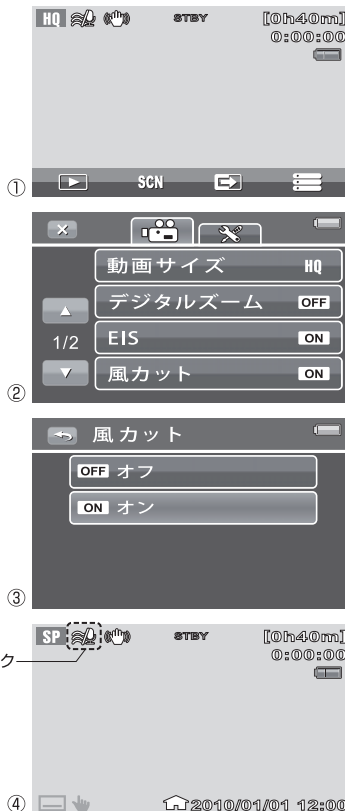 HQ STBY [0h40m]
0:00:00
SCN
①
動画サイズ HQ
デジタルズーム OFF
1/2 EIS ON
風カット ON
②
風カット
OFF オフ
ON オン
③
SP STBY [0h40m]
ク 0:00:00
④ 2010/01/01 12:00